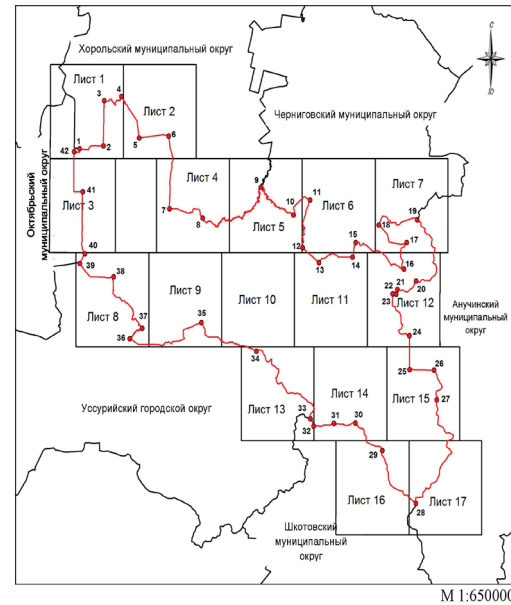 Хорольский муниципальный округ
С
Ю
Лист 1
Лист 2
3
4
5
6
1
2
42
Черниговский муниципальный округ
Октябрьский
муниципальный округ
Лист 3
41
Лист 4
7
8
9
10
Лист 5
11
Лист 6
12
13
14
15
Лист 7
19
18
17
16
40
39
38
Лист 8
37
36
Лист 9
35
Лист 10
Лист 11
22
21
20
23
Лист 12
24
Анучинский
муниципальный
округ
34
Лист 13
33
32
Лист 14
31
30
25
26
Лист 15
27
Уссурийский городской округ
29
Лист 16
Лист 17
28
Шкотовский
муниципальный
округ
М 1:650000